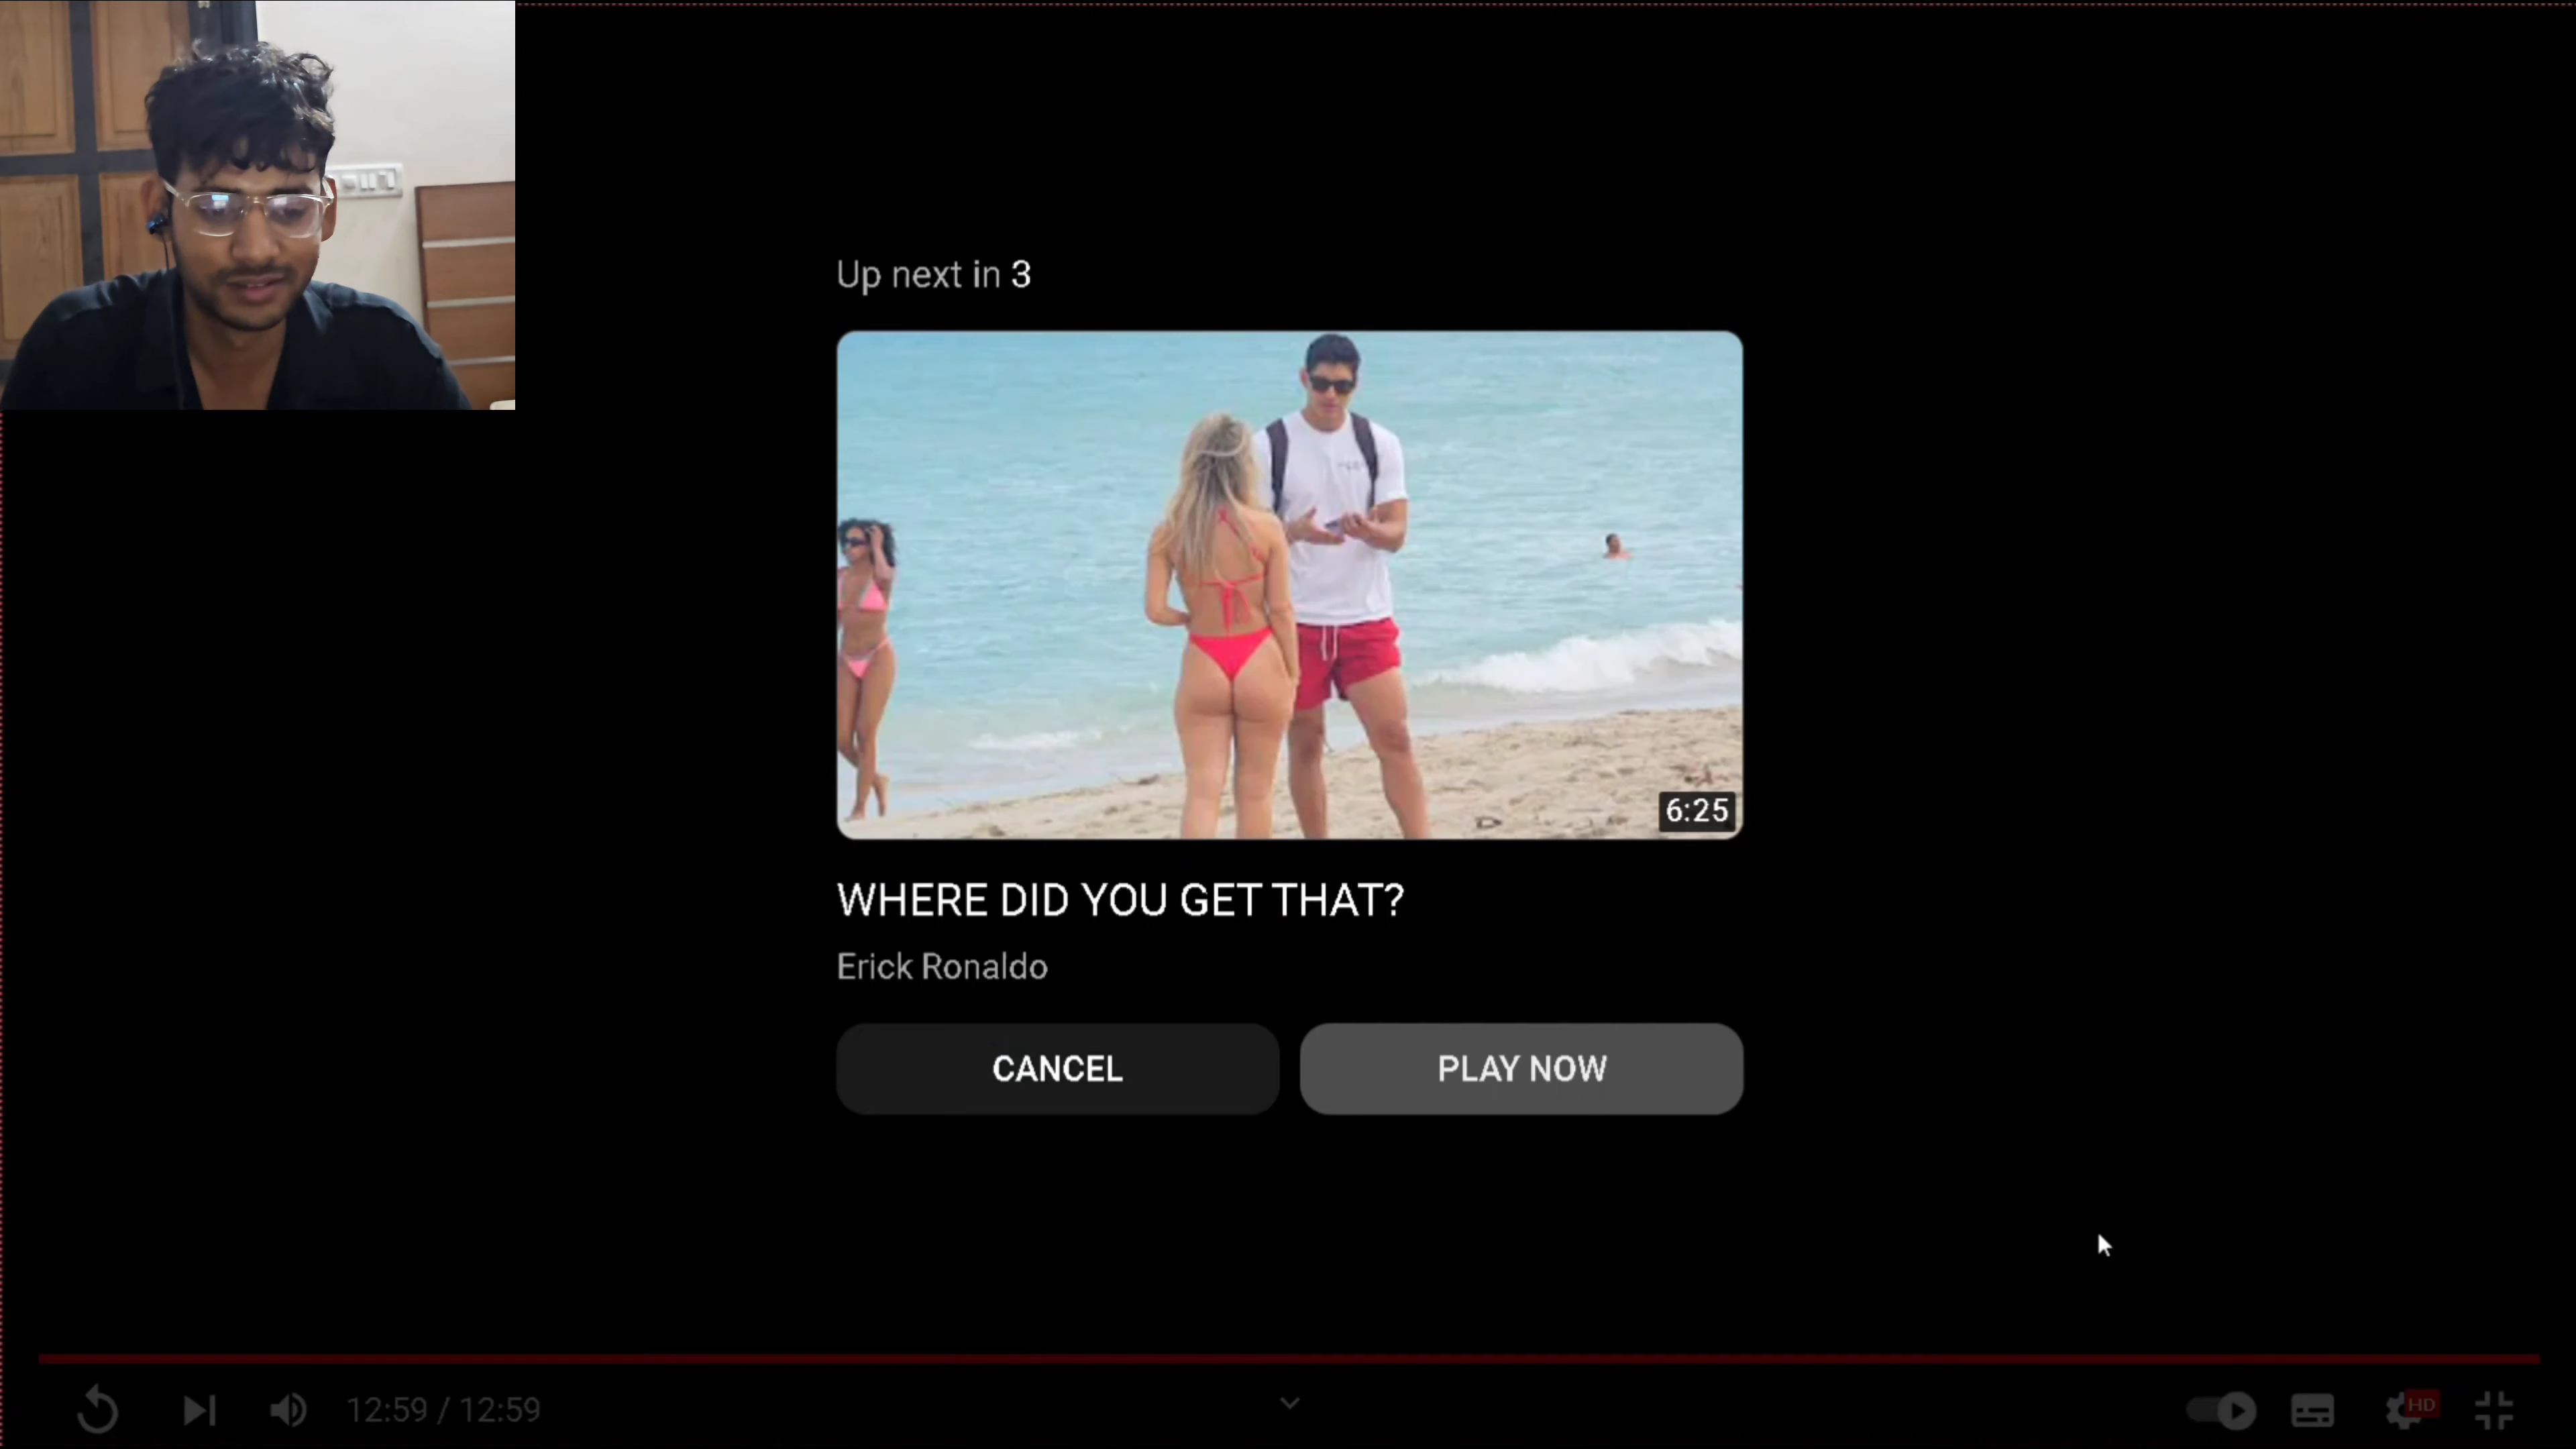 Up next in 3
6:25
WHERE DID YOU GET THAT?
Erick Ronaldo
CANCEL
PLAY NOW
12:59 / 12:59
HD